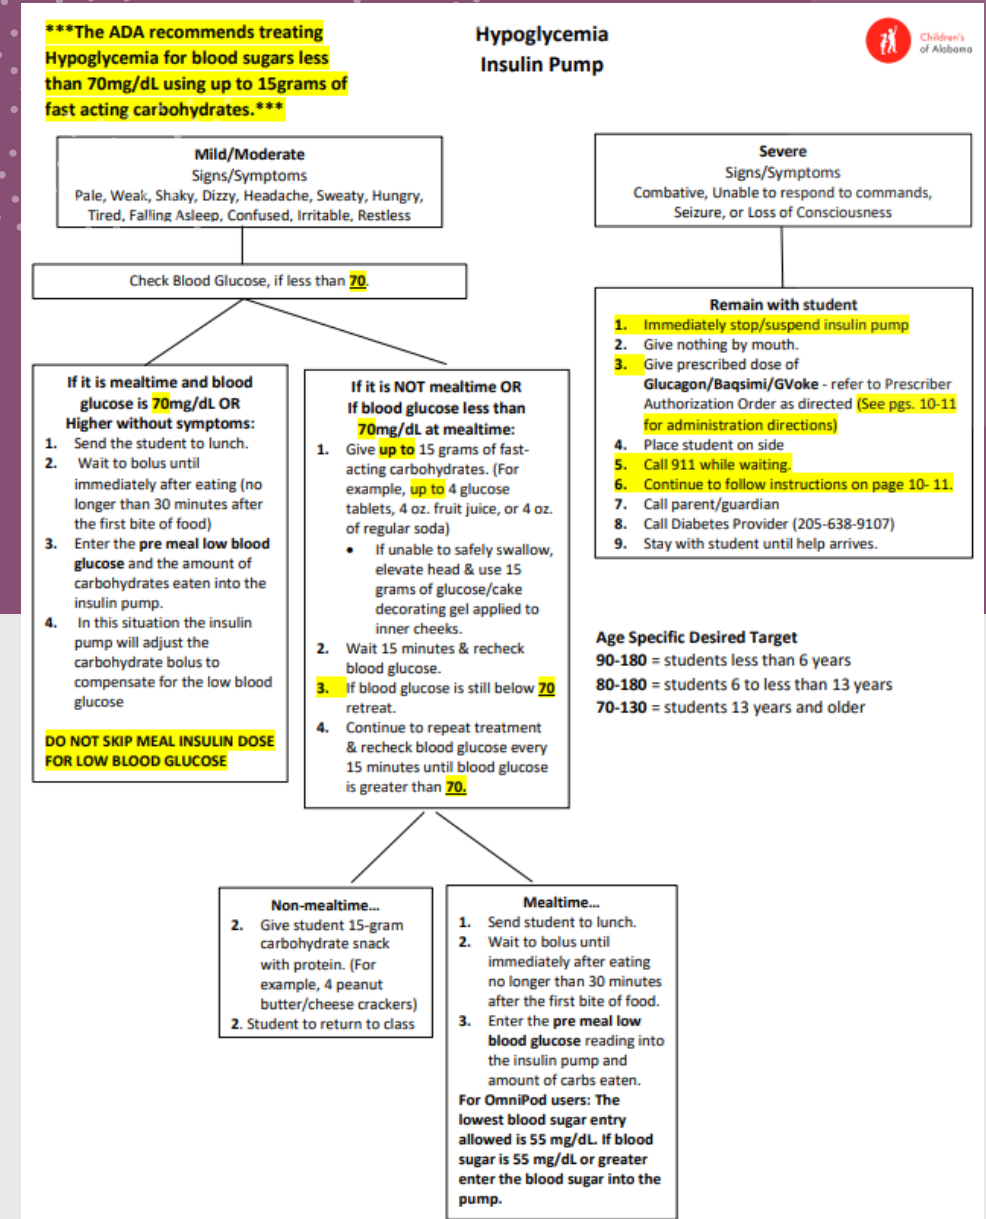 ***The ADA recommends treating
Hypoglycemia for blood sugars less
than 70mg/dL using up to 15grams of
fast acting carbohydrates.***
Hypoglycemia
Insulin Pump
Children's
of Alabama
Mild/Moderate
Signs/Symptoms
Pale, Weak, Shaky, Dizzy, Headache, Sweaty, Hungry,
Tired, Falling Asleep, Confused, Irritable, Restless
Severe
Signs/Symptoms
Combative, Unable to respond to commands,
Seizure, or Loss of Consciousness
Check Blood Glucose, if less than 70.
If it is mealtime and blood
glucose is 70mg/dL OR
Higher without symptoms:
1. Send the student to lunch.
2. Wait to bolus until
immediately after eating (no
longer than 30 minutes after
the first bite of food)
3. Enter the pre meal low blood
glucose and the amount of
carbohydrates eaten into the
insulin pump.
4. In this situation the insulin
pump will adjust the
carbohydrate bolus to
compensate for the low blood
glucose
DO NOT SKIP MEAL INSULIN DOSE
FOR LOW BLOOD GLUCOSE
If it is NOT mealtime OR
If blood glucose less than
70mg/dL at mealtime:
1. Give up to 15 grams of fast-
acting carbohydrates. (For
example, up to 4 glucose
tablets, 4 oz. fruit juice, or 4 oz.
of regular soda)
• If unable to safely swallow,
elevate head & use 15
grams of glucose/cake
decorating gel applied to
inner cheeks.
2. Wait 15 minutes & recheck
blood glucose.
3. If blood glucose is still below 70
retreat.
4. Continue to repeat treatment
& recheck blood glucose every
15 minutes until blood glucose
is greater than 70.
Remain with student
1. Immediately stop/suspend insulin pump
2. Give nothing by mouth.
3. Give prescribed dose of
Glucagon/Baqsimi/GVoke - refer to Prescriber
Authorization Order as directed (See pgs. 10-11
for administration directions)
4. Place student on side
5. Call 911 while waiting.
6. Continue to follow instructions on page 10- 11.
7. Call parent/guardian
8. Call Diabetes Provider (205-638-9107)
9. Stay with student until help arrives.
Age Specific Desired Target
90-180 = students less than 6 years
80-180 = students 6 to less than 13 years
70-130 = students 13 years and older
Non-mealtime...
2. Give student 15-gram
carbohydrate snack
with protein. (For
example, 4 peanut
butter/cheese crackers)
2. Student to return to class
Mealtime...
1. Send student to lunch.
2. Wait to bolus until
immediately after eating
no longer than 30 minutes
after the first bite of food.
3. Enter the pre meal low
blood glucose reading into
the insulin pump and
amount of carbs eaten.
For OmniPod users: The
lowest blood sugar entry
allowed is 55 mg/dL. If blood
sugar is 55 mg/dL or greater
enter the blood sugar into the
pump.